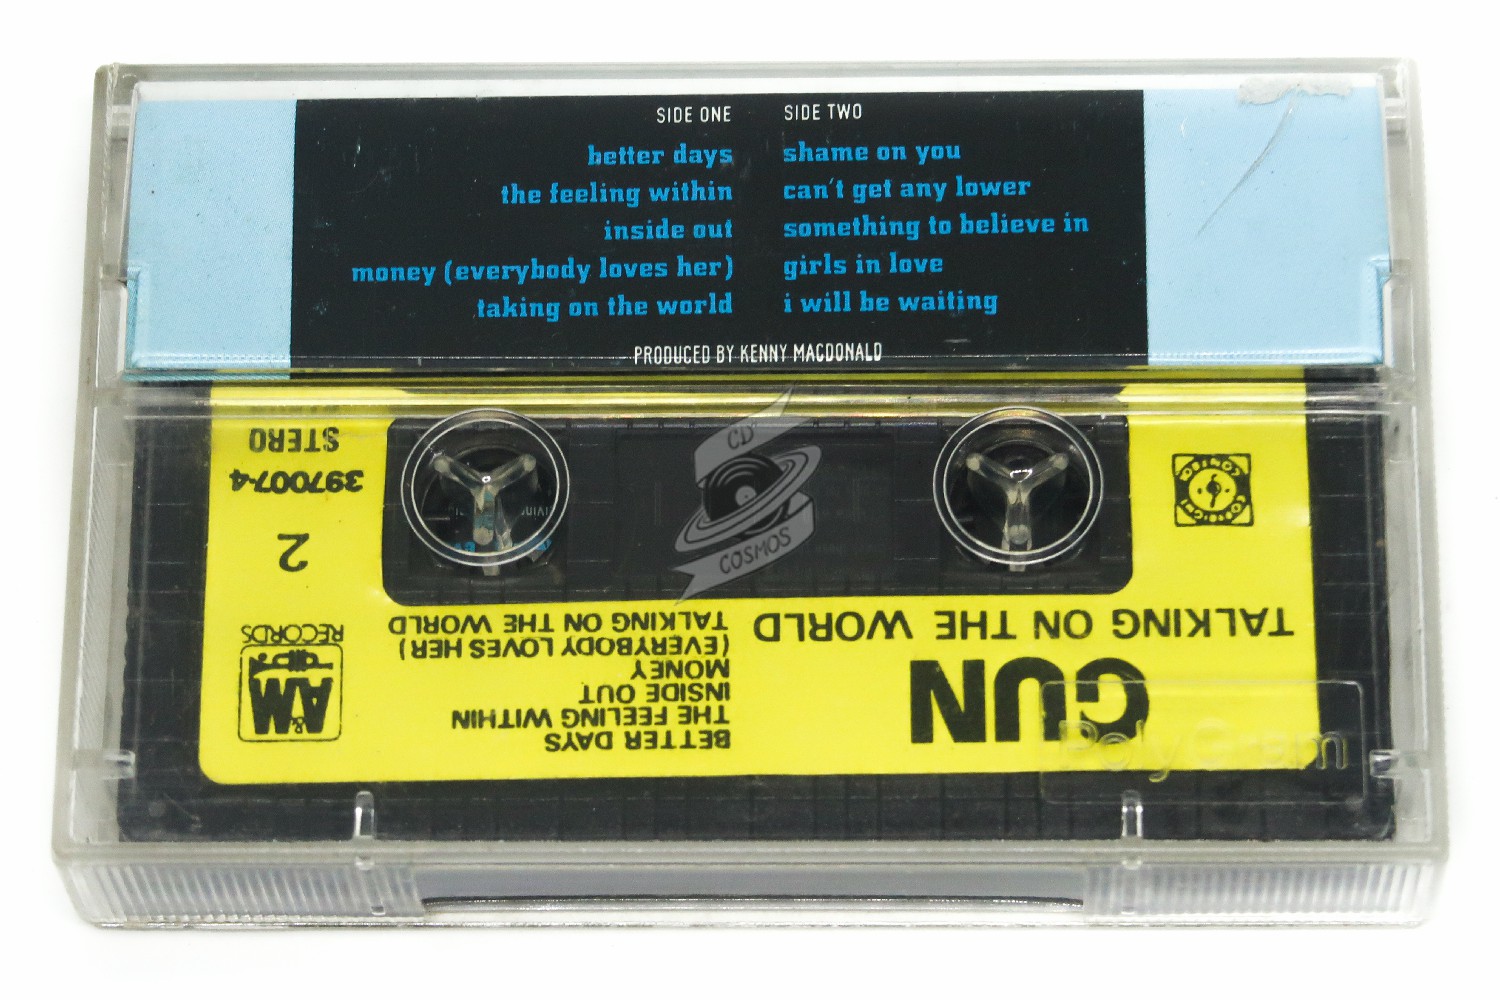 SIDE ONE
better days
the feeling within
inside out
money (everybody loves her)
taking on the world
SIDE TWO
shame on you
can't get any lower
something to believe in
girls in love
i will be waiting
PRODUCED BY KENNY MACDONALD
CD
COSMOS
PolyGram
GUN
TALKING ON THE WORLD
BETTER DAYS
THE FEELING WITHIN
INSIDE OUT
MONEY
(EVERYBODY LOVES HER)
TALKING ON THE WORLD
A&M
RECORDS
2
397007-4
STERO